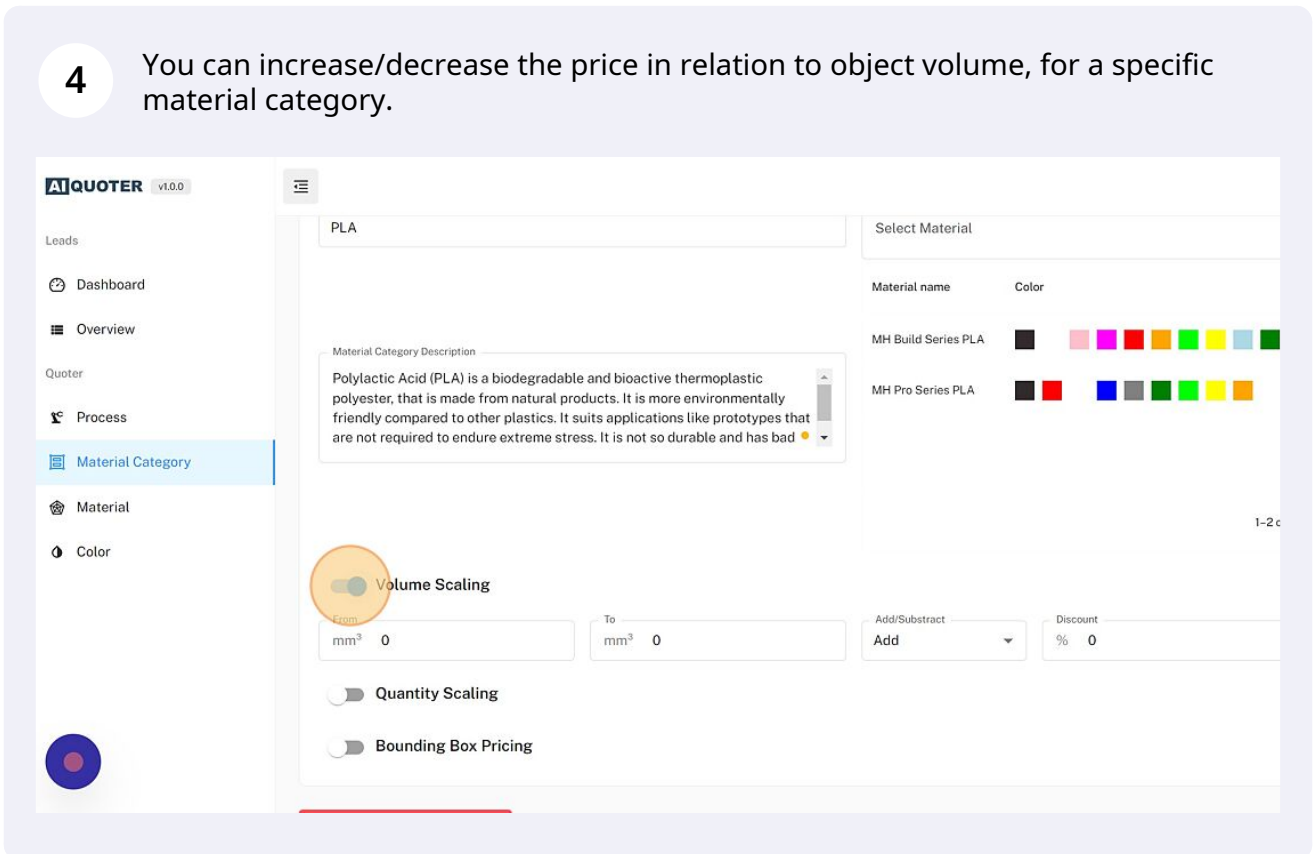 4
You can increase/decrease the price in relation to object volume, for a specific
material category.
AIQUOTER v1.0.0
Leads
Dashboard
Overview
Quoter
Process
Material Category
Material
Color
PLA
Select Material
Material name Color
MH Build Series PLA
MH Pro Series PLA
Material Category Description
Polylactic Acid (PLA) is a biodegradable and bioactive thermoplastic
polyester, that is made from natural products. It is more environmentally
friendly compared to other plastics. It suits applications like prototypes that
are not required to endure extreme stress. It is not so durable and has bad
1–2
Volume Scaling
From
mm³ 0
To
mm³ 0
Add/Substract
Add
Discount
% 0
Quantity Scaling
Bounding Box Pricing